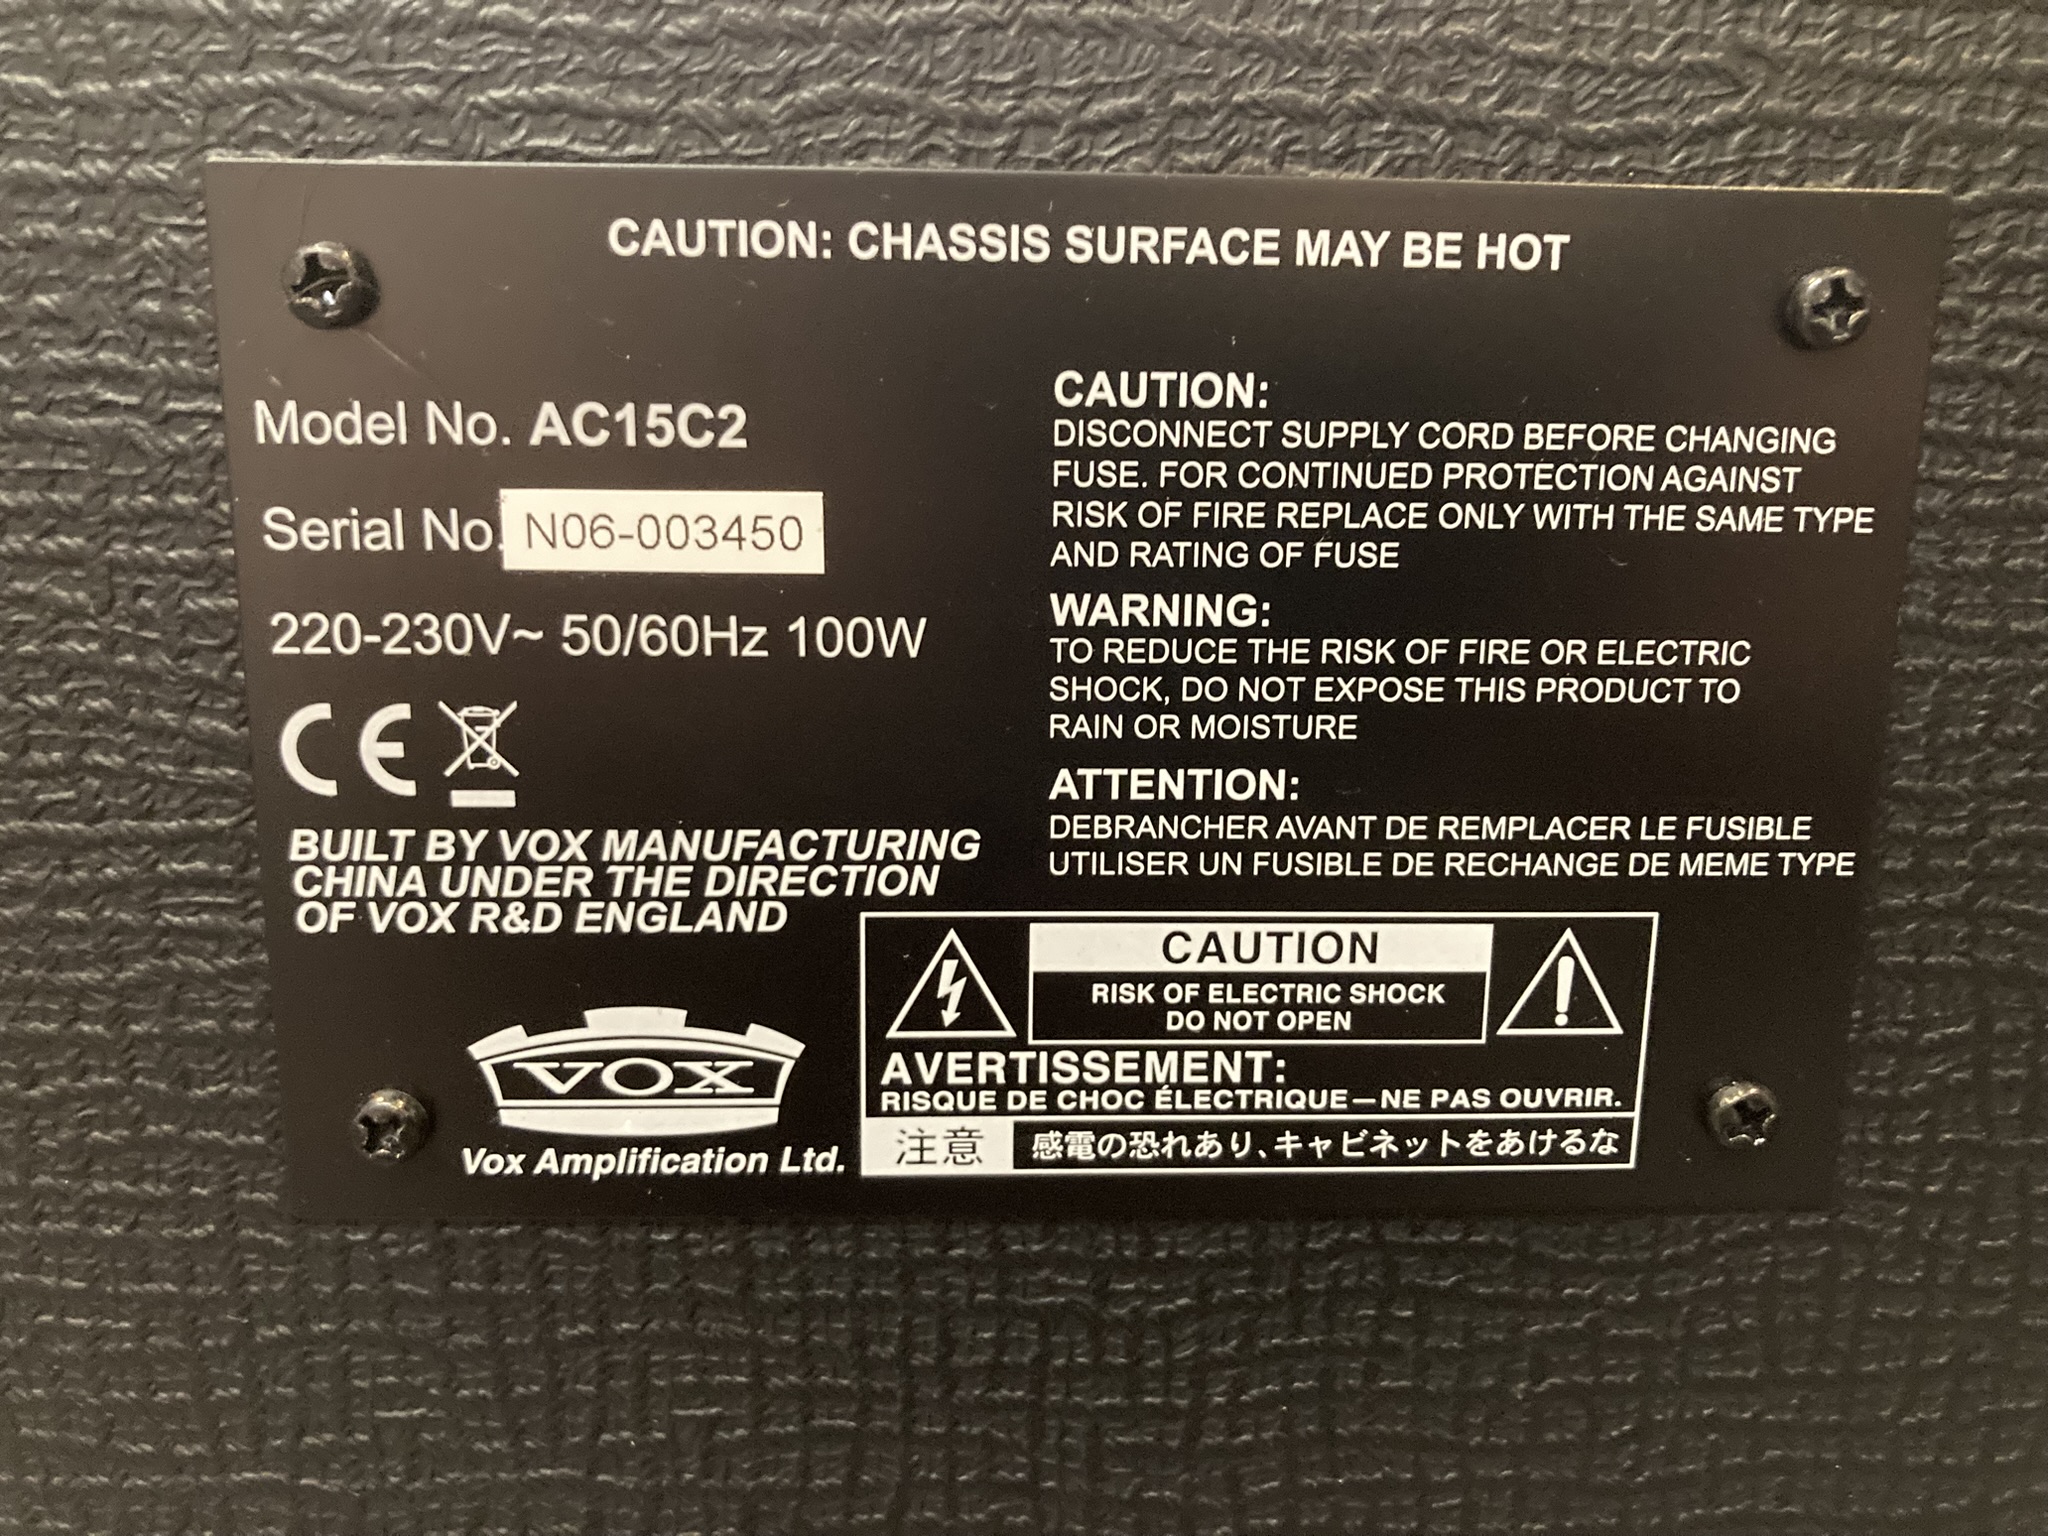 CAUTION: CHASSIS SURFACE MAY BE HOT
Model No. AC15C2
Serial No. N06-003450
220-230V~ 50/60Hz 100W
CE
BUILT BY VOX MANUFACTURING
CHINA UNDER THE DIRECTION
OF VOX R&D ENGLAND
VOX
Vox Amplification Ltd.
CAUTION:
DISCONNECT SUPPLY CORD BEFORE CHANGING
FUSE. FOR CONTINUED PROTECTION AGAINST
RISK OF FIRE REPLACE ONLY WITH THE SAME TYPE
AND RATING OF FUSE
WARNING:
TO REDUCE THE RISK OF FIRE OR ELECTRIC
SHOCK, DO NOT EXPOSE THIS PRODUCT TO
RAIN OR MOISTURE
ATTENTION:
DEBRANCHER AVANT DE REMPLACER LE FUSIBLE
UTILISER UN FUSIBLE DE RECHANGE DE MEME TYPE
CAUTION
RISK OF ELECTRIC SHOCK
DO NOT OPEN
AVERTISSEMENT:
RISQUE DE CHOC ÉLECTRIQUE—NE PAS OUVRIR.
注意 感電の恐れあり、キャビネットをあけるな